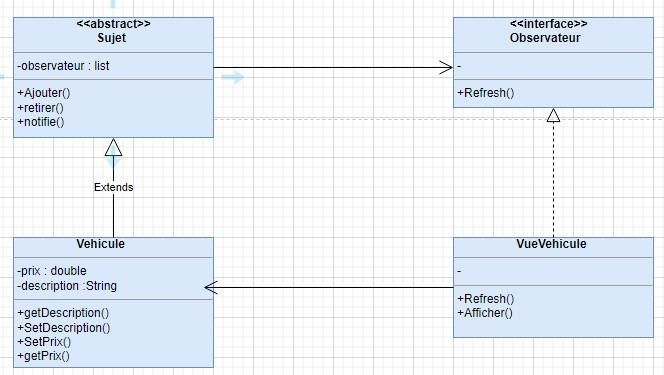 <<abstract>>
Sujet
-observateur : list
+Ajouter()
+retirer()
+notifie()
<<interface>>
Observateur
-
+Refresh()
Extends
Vehicule
-prix : double
-description :String
+getDescription()
+SetDescription()
+SetPrix()
+getPrix()
VueVehicule
-
+Refresh()
+Afficher()